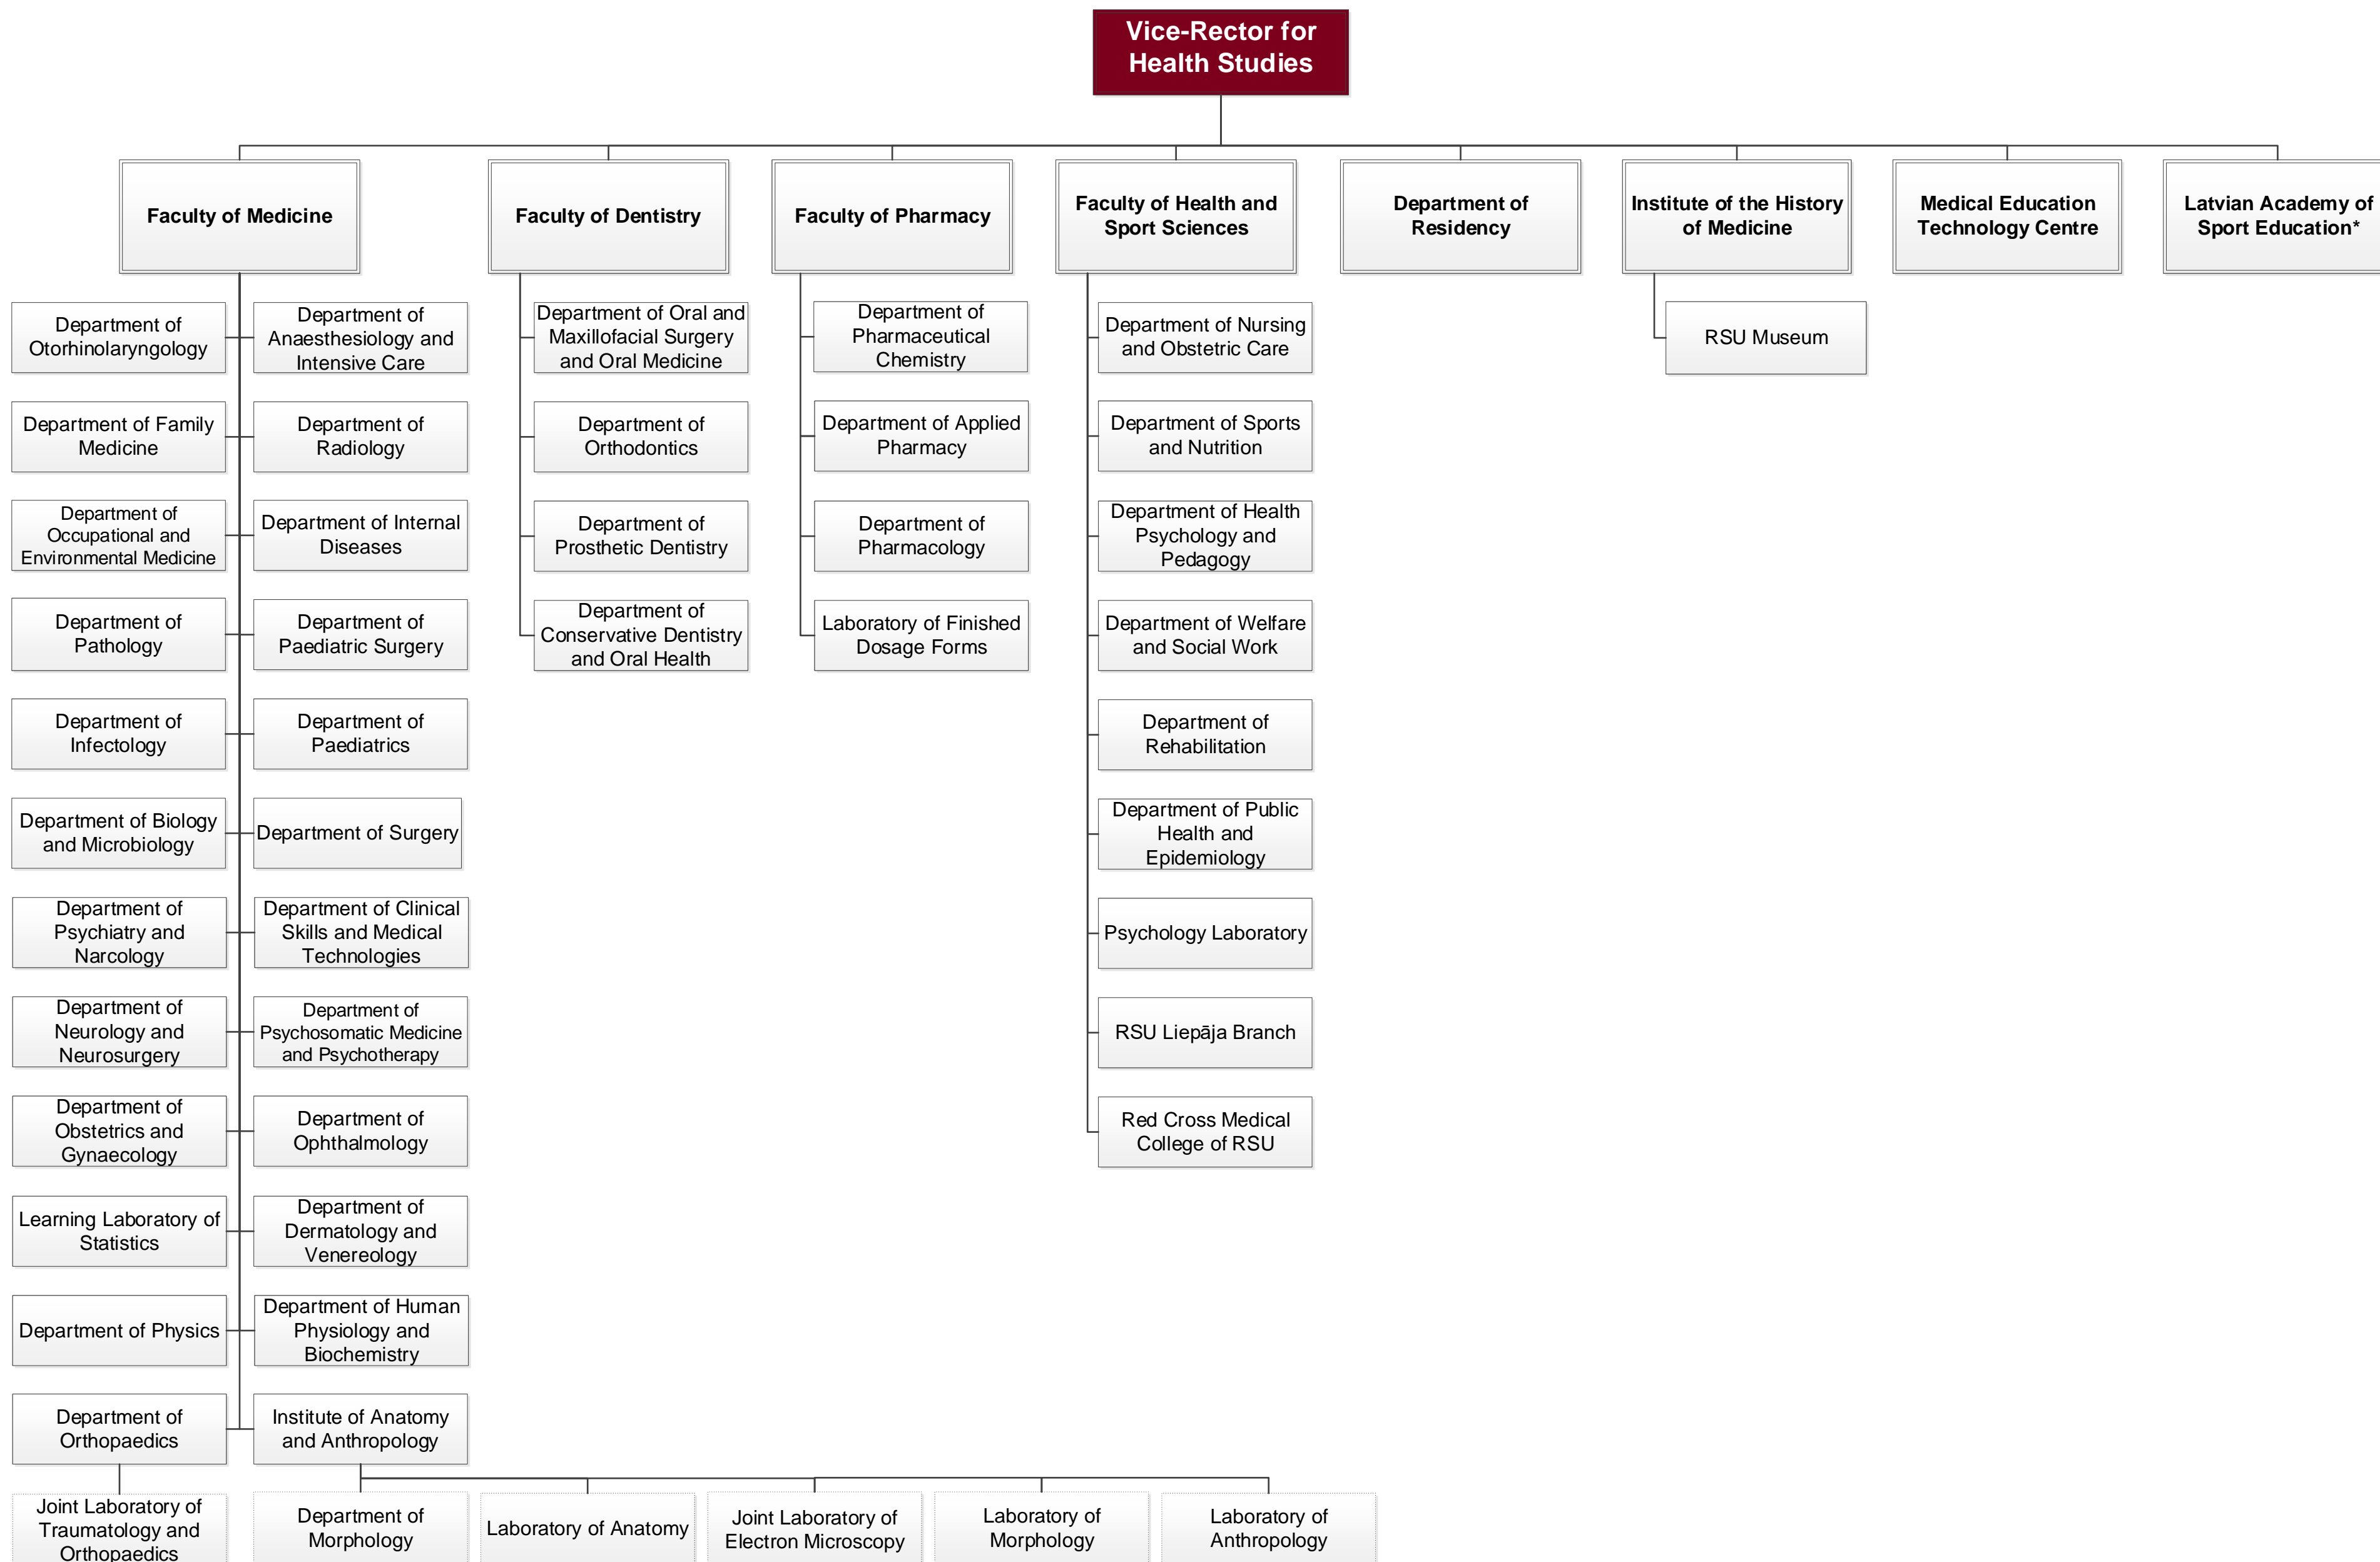 Vice-Rector for
Health Studies
Faculty of Medicine
Faculty of Dentistry
Faculty of Pharmacy
Faculty of Health and
Sport Sciences
Department of
Residency
Institute of the History
of Medicine
Medical Education
Technology Centre
Latvian Academy of
Sport Education*
Department of
Otorhinolaryngology
Department of
Anaesthesiology and
Intensive Care
Department of Family
Medicine
Department of
Radiology
Department of
Occupational and
Environmental Medicine
Department of Internal
Diseases
Department of
Pathology
Department of
Paediatric Surgery
Department of
Infectology
Department of
Paediatrics
Department of Biology
and Microbiology
Department of Surgery
Department of
Psychiatry and
Narcology
Department of Clinical
Skills and Medical
Technologies
Department of
Neurology and
Neurosurgery
Department of
Psychosomatic Medicine
and Psychotherapy
Department of
Obstetrics and
Gynaecology
Department of
Ophthalmology
Learning Laboratory of
Statistics
Department of
Dermatology and
Venereology
Department of Physics
Department of Human
Physiology and
Biochemistry
Department of
Orthopaedics
Institute of Anatomy
and Anthropology
Joint Laboratory of
Traumatology and
Orthopaedics
Department of
Morphology
Laboratory of Anatomy
Joint Laboratory of
Electron Microscopy
Laboratory of
Morphology
Laboratory of
Anthropology
Department of Oral and
Maxillofacial Surgery
and Oral Medicine
Department of
Orthodontics
Department of
Prosthetic Dentistry
Department of
Conservative Dentistry
and Oral Health
Department of
Pharmaceutical
Chemistry
Department of Applied
Pharmacy
Department of
Pharmacology
Laboratory of Finished
Dosage Forms
Department of Nursing
and Obstetric Care
Department of Sports
and Nutrition
Department of Health
Psychology and
Pedagogy
Department of Welfare
and Social Work
Department of
Rehabilitation
Department of Public
Health and
Epidemiology
Psychology Laboratory
RSU Liepāja Branch
Red Cross Medical
College of RSU
RSU Museum